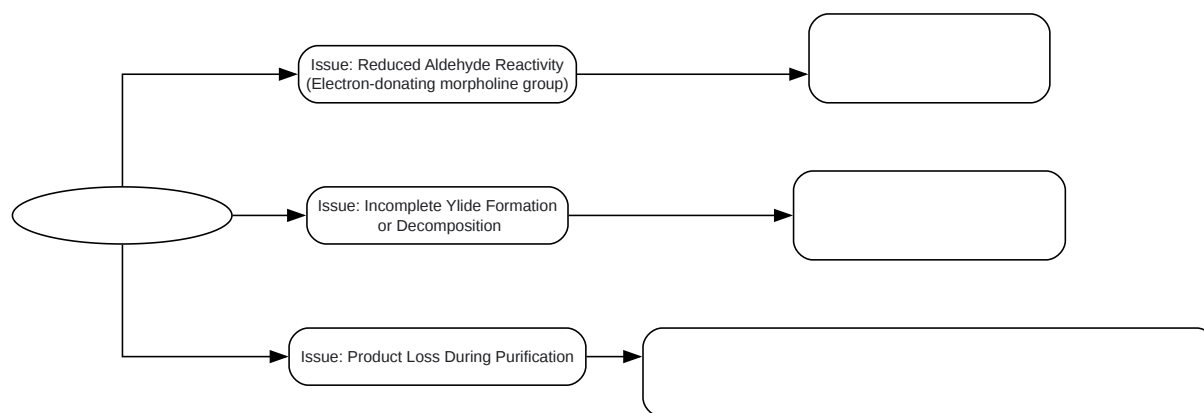 Issue: Reduced Aldehyde Reactivity
(Electron-donating morpholine group)
Issue: Incomplete Ylide Formation
or Decomposition
Issue: Product Loss During Purification